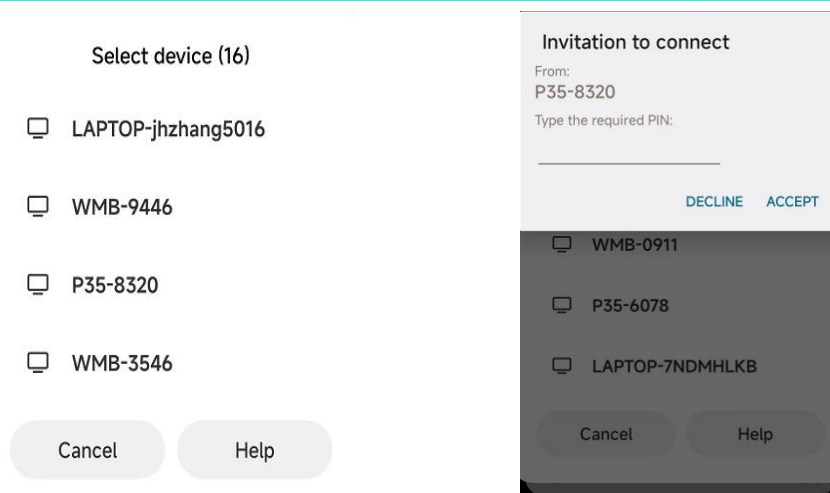 Select device (16)
LAPTOP-jhzhang5016
WMB-9446
P35-8320
WMB-3546
Cancel
Help
Invitation to connect
From:
P35-8320
Type the required PIN:
DECLINE
ACCEPT
WMB-0911
P35-6078
LAPTOP-7NDMHLKB
Cancel
Help